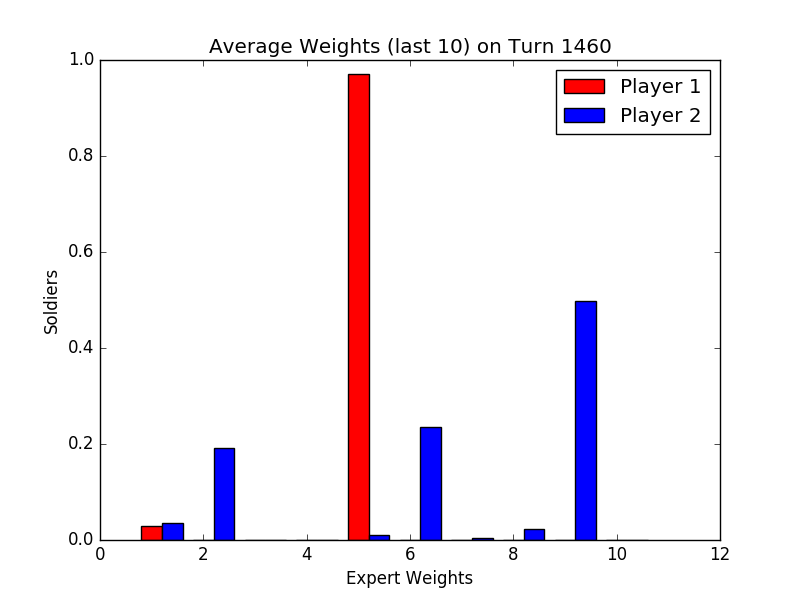 Average Weights (last 10) on Turn 1460
1.0
Player 1
Player 2
0.8
0.6
0.4
0.2
0.0
Soldiers
0 2 4 6 8 10 12
Expert Weights